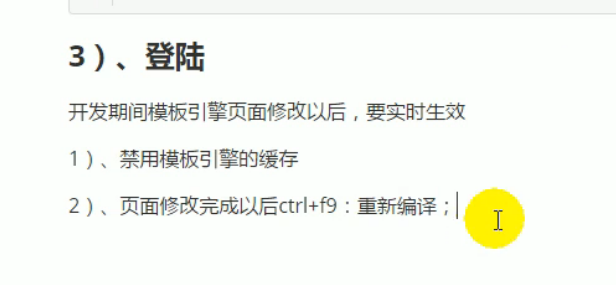 3）、登陆
开发期间模板引擎页面修改以后，要实时生效
1）、禁用模板引擎的缓存
2）、页面修改完成以后ctrl+f9：重新编译；